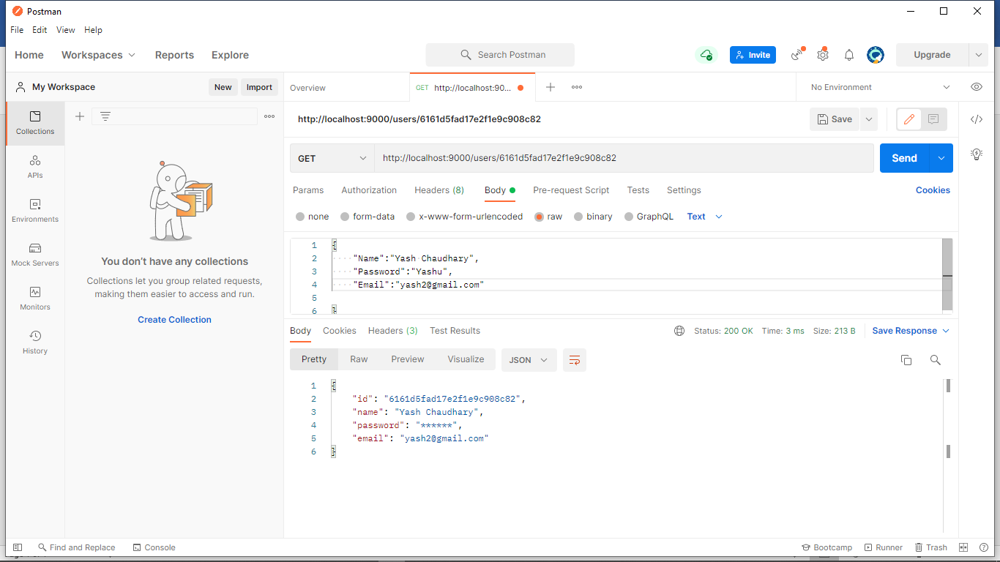 Postman
File Edit View Help
Home Workspaces Reports Explore Search Postman Invite Upgrade
My Workspace New Import Overview GET http://localhost:90... No Environment
Collections
APIs
Environments
Mock Servers
Monitors
History
You don't have any collections
Collections let you group related requests,
making them easier to access and run.
Create Collection
http://localhost:9000/users/6161d5fad17e2f1e9c908c82 Save
GET http://localhost:9000/users/6161d5fad17e2f1e9c908c82 Send
Params Authorization Headers (8) Body Pre-request Script Tests Settings Cookies
none form-data x-www-form-urlencoded raw binary GraphQL Text
1 {
2 "Name":"Yash Chaudhary",
3 "Password":"Yashu",
4 "Email":"yash2@gmail.com"
5
6 }
Body Cookies Headers (3) Test Results Status: 200 OK Time: 3 ms Size: 213 B Save Response
Pretty Raw Preview Visualize JSON
1 {
2 "id": "6161d5fad17e2f1e9c908c82",
3 "name": "Yash Chaudhary",
4 "password": "******",
5 "email": "yash2@gmail.com"
6 }
Find and Replace Console Bootcamp Runner Trash